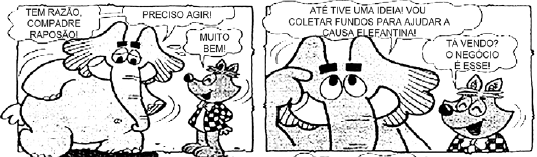 TEM RAZÃO,
COMPADRE
RAPOSÃO!
PRECISO AGIR!
MUITO
BEM!
ATÉ TIVE UMA IDEIA! VOU
COLETAR FUNDOS PARA AJUDAR A
CAUSA ELEFANTINA!
TÁ VENDO?
O NEGÓCIO
É ESSE!